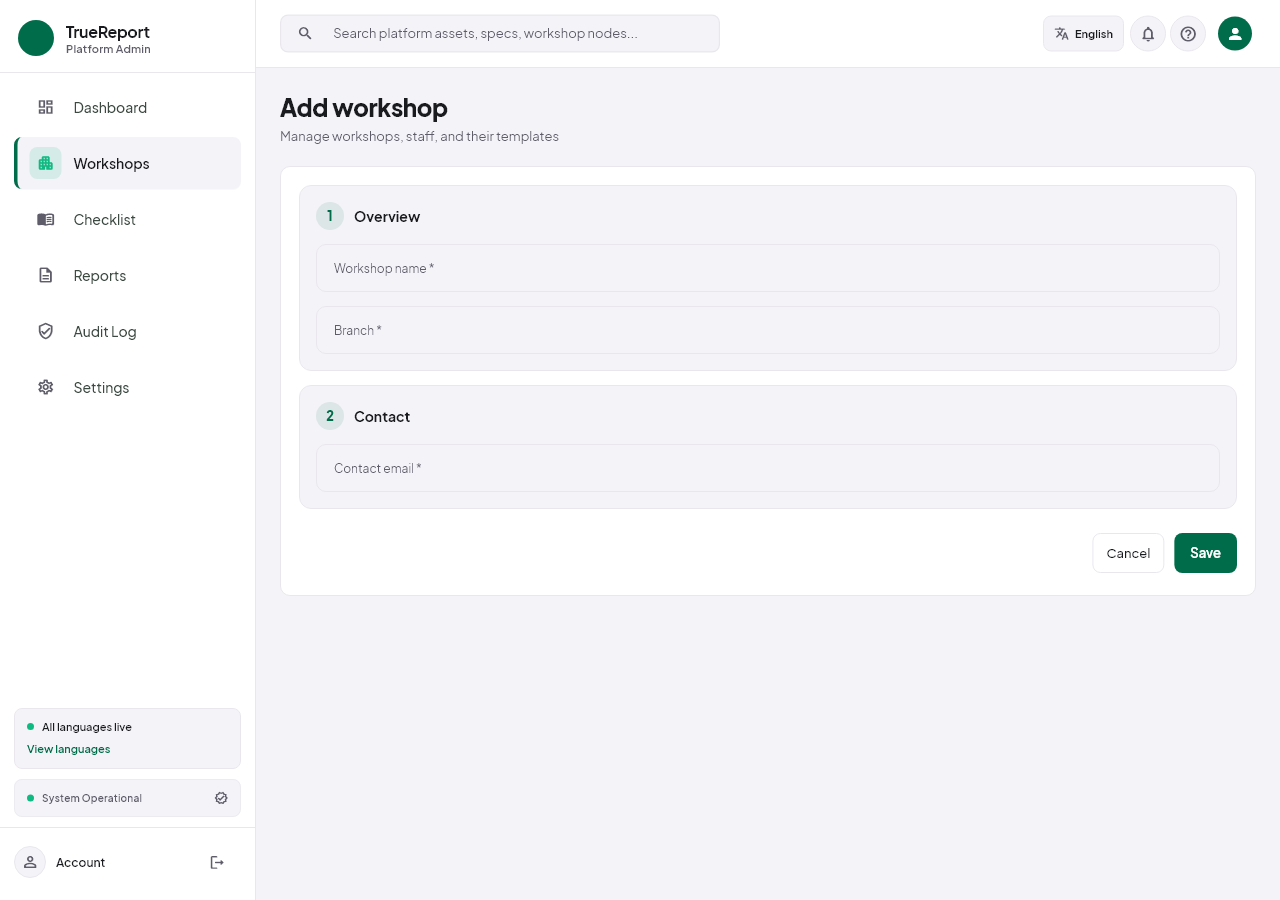 TrueReport
Platform Admin
Dashboard
Workshops
Checklist
Reports
Audit Log
Settings
All languages live
View languages
System Operational
Account
Search platform assets, specs, workshop nodes...
English
Add workshop
Manage workshops, staff, and their templates
1 Overview
Workshop name *
Branch *
2 Contact
Contact email *
Cancel
Save